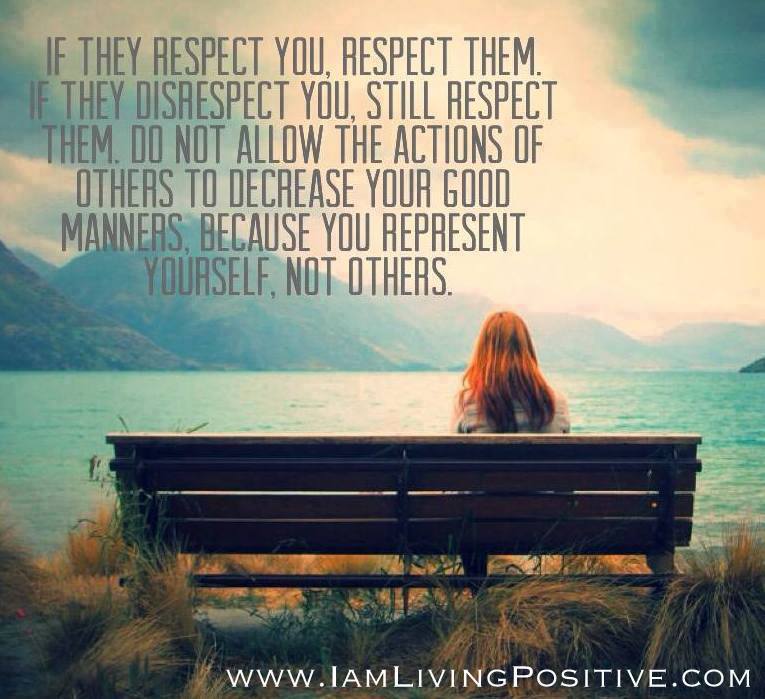 IF THEY RESPECT YOU, RESPECT THEM.
IF THEY DISRESPECT YOU, STILL RESPECT
THEM. DO NOT ALLOW THE ACTIONS OF
OTHERS TO DECREASE YOUR GOOD
MANNERS, BECAUSE YOU REPRESENT
YOURSELF, NOT OTHERS.
WWW.IAMLIVINGPOSITIVE.COM